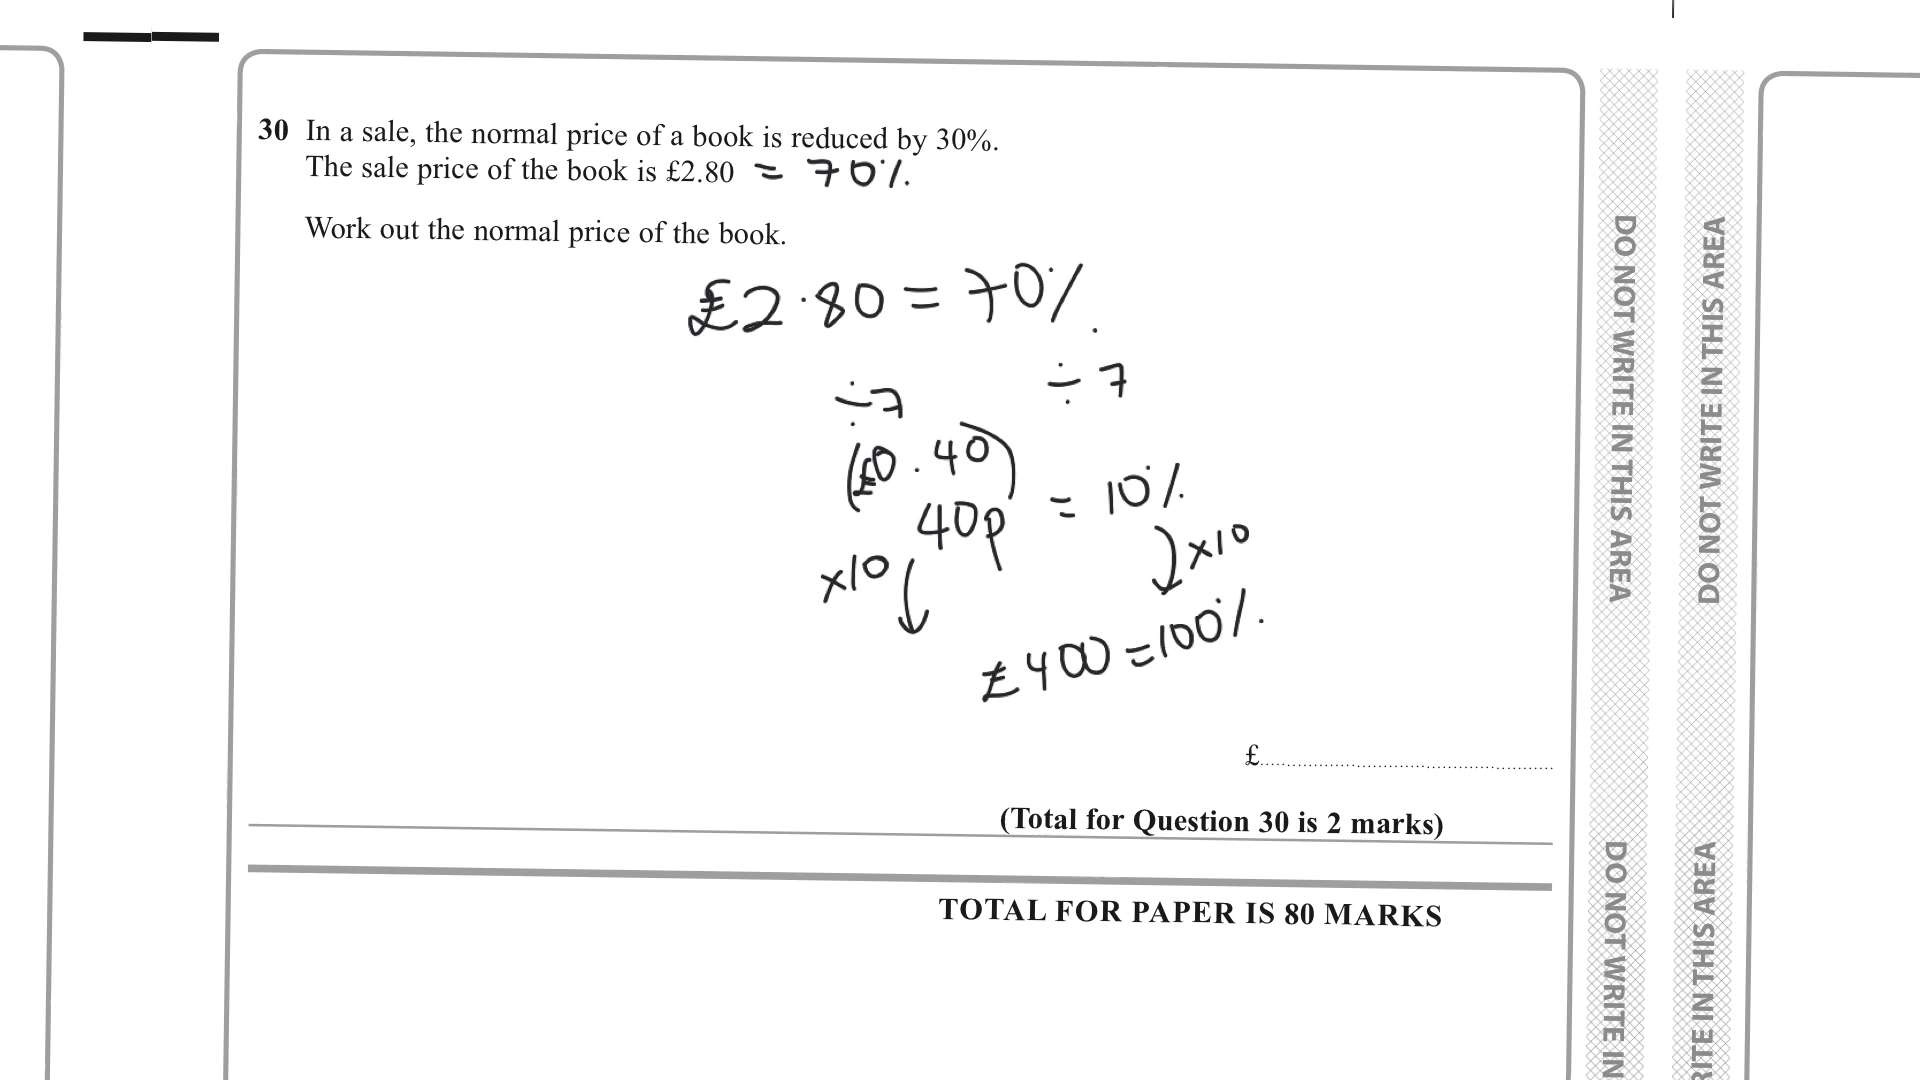 30 In a sale, the normal price of a book is reduced by 30%.
The sale price of the book is £2.80 = 70%.
Work out the normal price of the book.
£2.80 = 70%.
÷7 ÷7
(£0.40)
40p = 10%.
×10 ×10
£400 = 100%.
£
(Total for Question 30 is 2 marks)
TOTAL FOR PAPER IS 80 MARKS
DO NOT WRITE IN THIS AREA
DO NOT WRITE IN THIS AREA
DO NOT WRITE IN
RITE IN THIS AREA